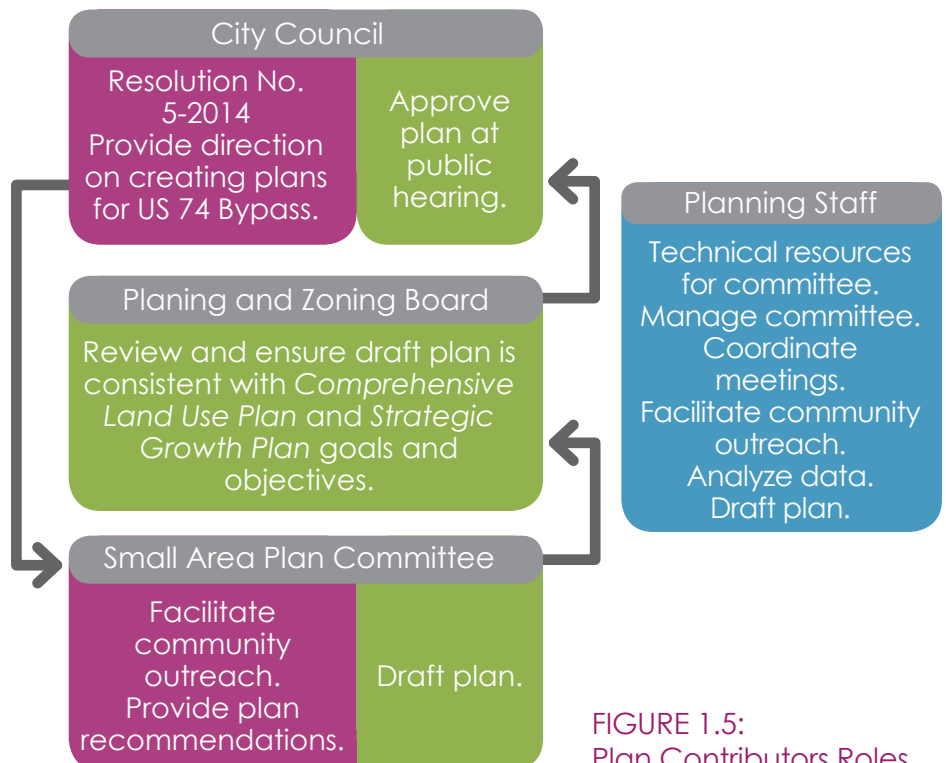 City Council
Resolution No.
5-2014
Provide direction
on creating plans
for US 74 Bypass.
Approve
plan at
public
hearing.
Planing and Zoning Board
Review and ensure draft plan is
consistent with Comprehensive
Land Use Plan and Strategic
Growth Plan goals and
objectives.
Small Area Plan Committee
Facilitate
community
outreach.
Provide plan
recommendations.
Draft plan.
Planning Staff
Technical resources
for committee.
Manage committee.
Coordinate
meetings.
Facilitate community
outreach.
Analyze data.
Draft plan.
FIGURE 1.5:
Plan Contributors Roles